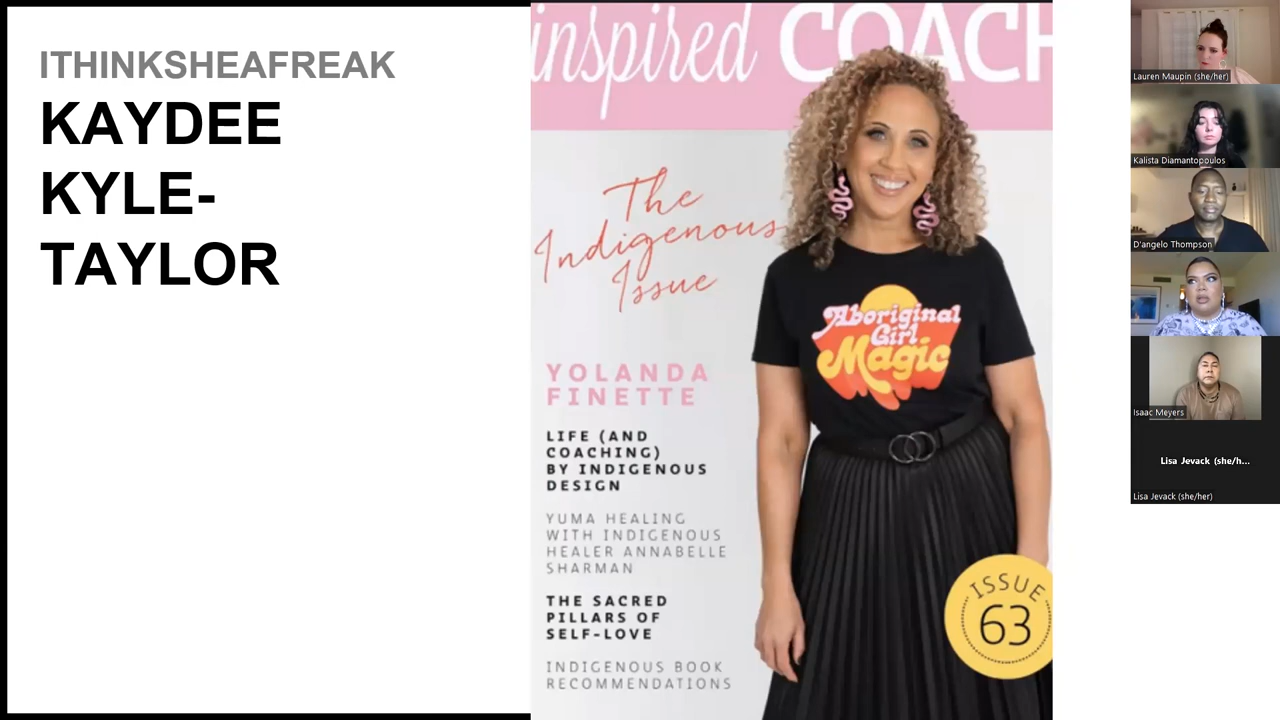 ITHINKSHEAFREAK
KAYDEE
KYLE-
TAYLOR
inspired COACH
The
Indigenous
Issue
YOLANDA
FINETTE
LIFE (AND
COACHING)
BY INDIGENOUS
DESIGN
YUMA HEALING
WITH INDIGENOUS
HEALER ANNABELLE
SHARMAN
THE SACRED
PILLARS OF
SELF-LOVE
INDIGENOUS BOOK
RECOMMENDATIONS
Aboriginal
Girl
Magic
ISSUE
63
Lauren Maupin (she/her)
Kalista Diamantopoulos
D'angelo Thompson
Isaac Meyers
Lisa Jevack (she/h...
Lisa Jevack (she/her)